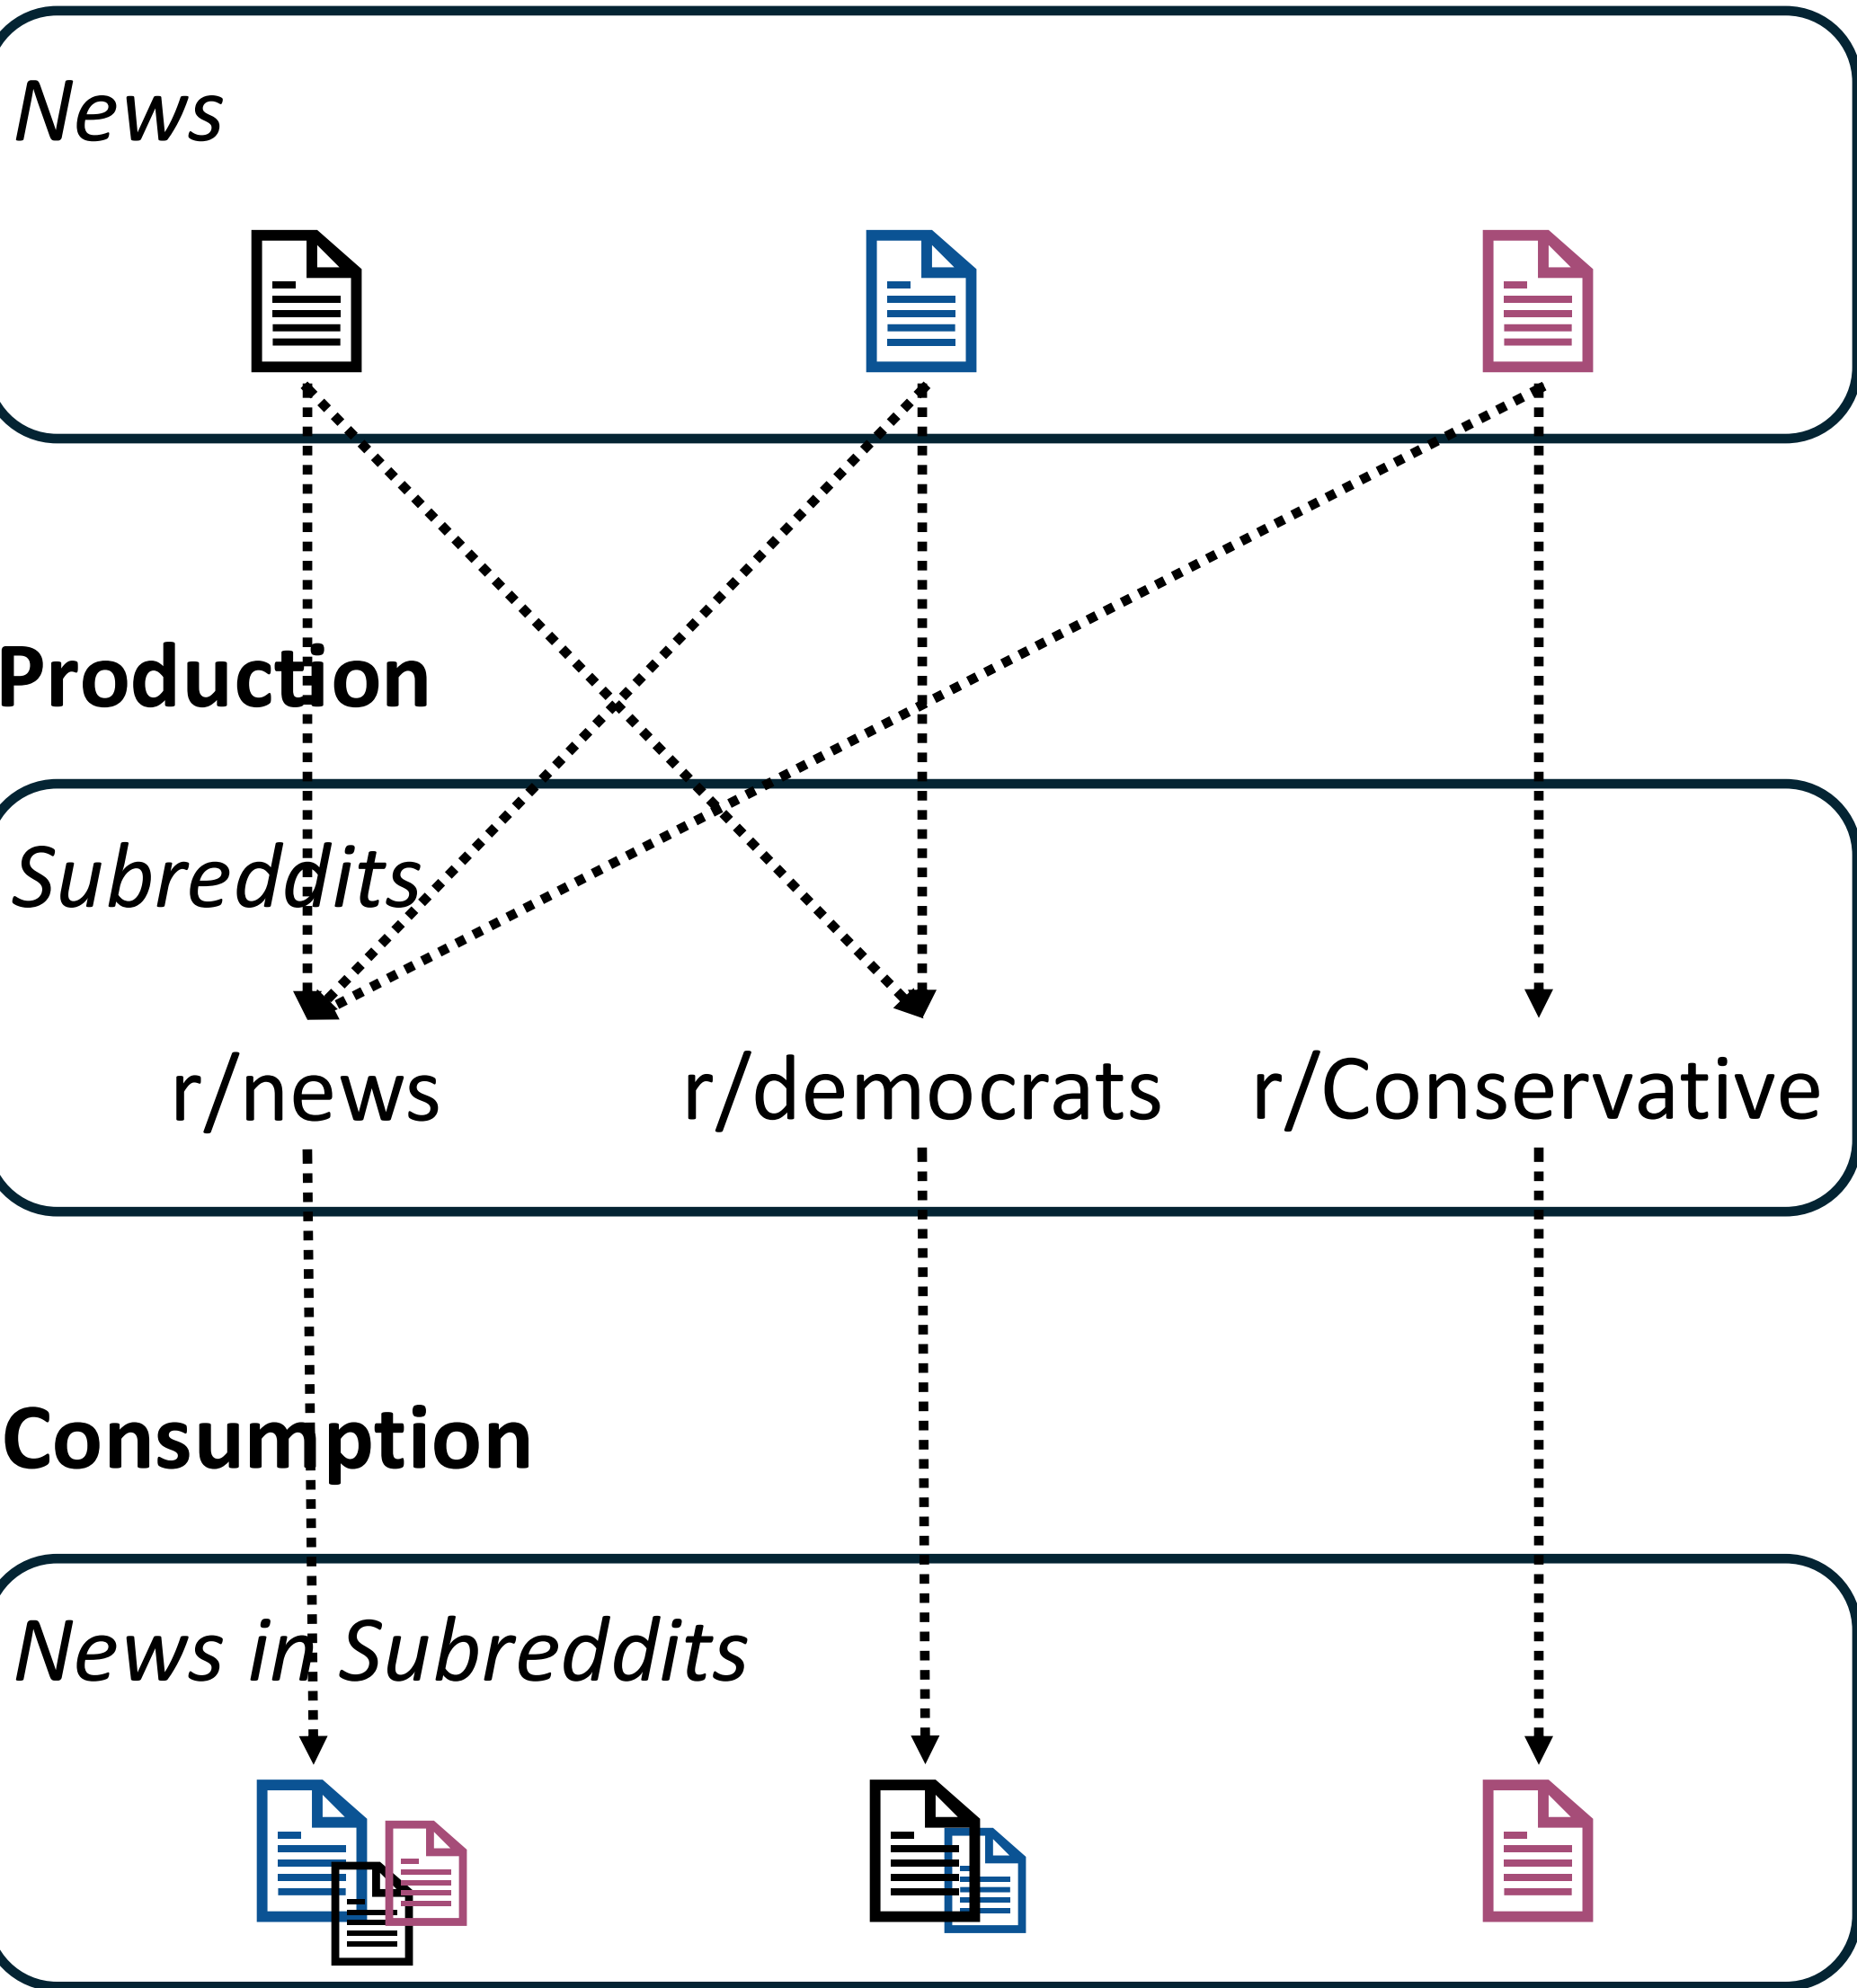 News
Production
Subreddits
r/news r/democrats r/Conservative
Consumption
News in Subreddits